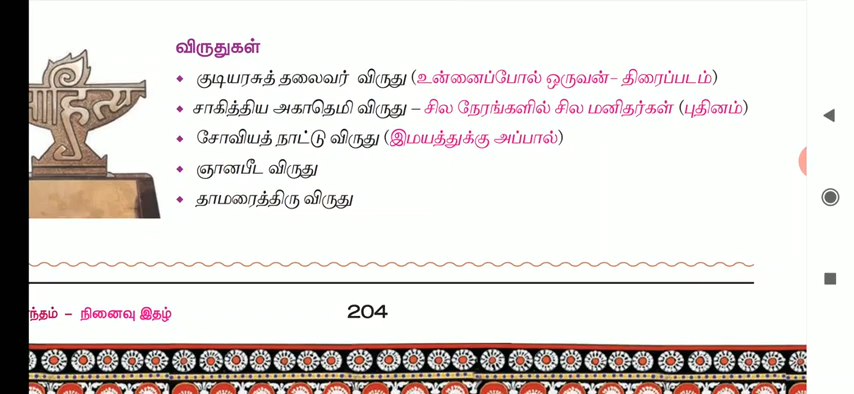 விருதுகள்
குடியரசுத் தலைவர் விருது (உன்னைப்போல் ஒருவன்- திரைப்படம்)
சாகித்திய அகாதெமி விருது – சில நேரங்களில் சில மனிதர்கள் (புதினம்)
சோவியத் நாட்டு விருது (இமயத்துக்கு அப்பால்)
ஞானபீட விருது
தாமரைத்திரு விருது
ாहित्य
ந்தம் – நினைவு இதழ்
204